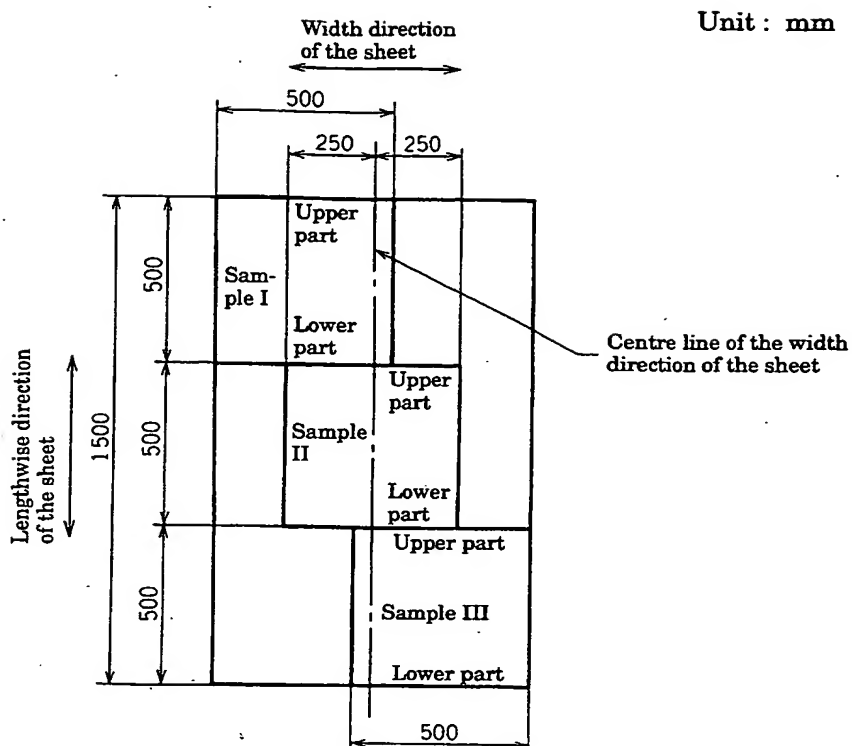 Unit : mm
Width direction
of the sheet
500
250
250
Upper
part
Sam-
ple I
Lower
part
500
Centre line of the width
direction of the sheet
Upper
part
Sample
II
Lower
part
500
1500
Lengthwise direction
of the sheet
Upper part
Sample III
Lower part
500
500